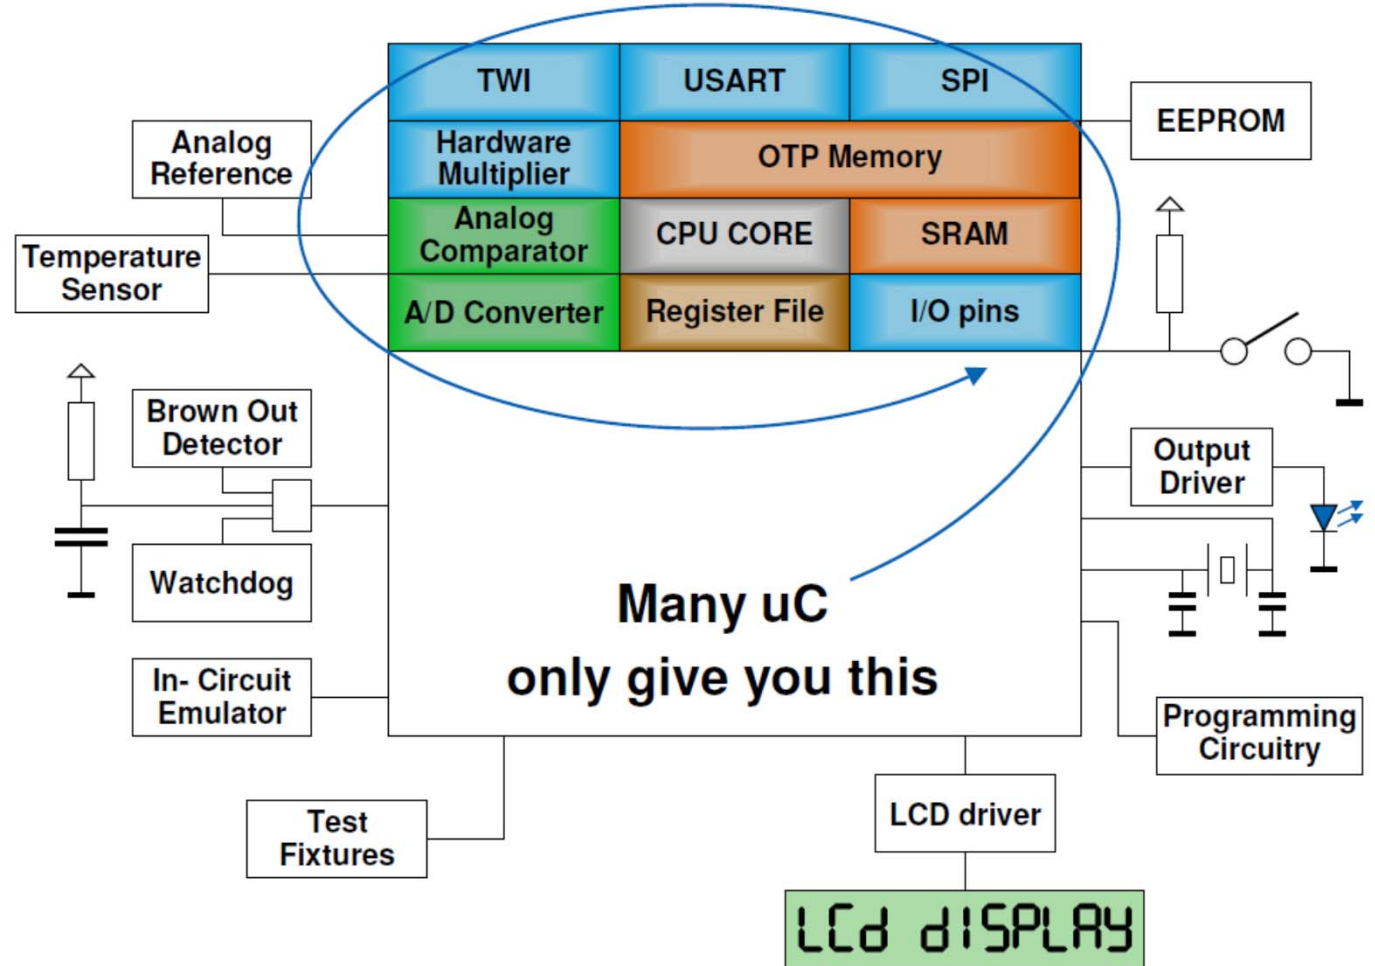 TWI
USART
SPI
EEPROM
Analog
Reference
Hardware
Multiplier
OTP Memory
Analog
Comparator
CPU CORE
SRAM
Temperature
Sensor
A/D Converter
Register File
I/O pins
Brown Out
Detector
Output
Driver
Watchdog
Many uC
only give you this
In- Circuit
Emulator
Programming
Circuitry
Test
Fixtures
LCD driver
LCd dISPLAY